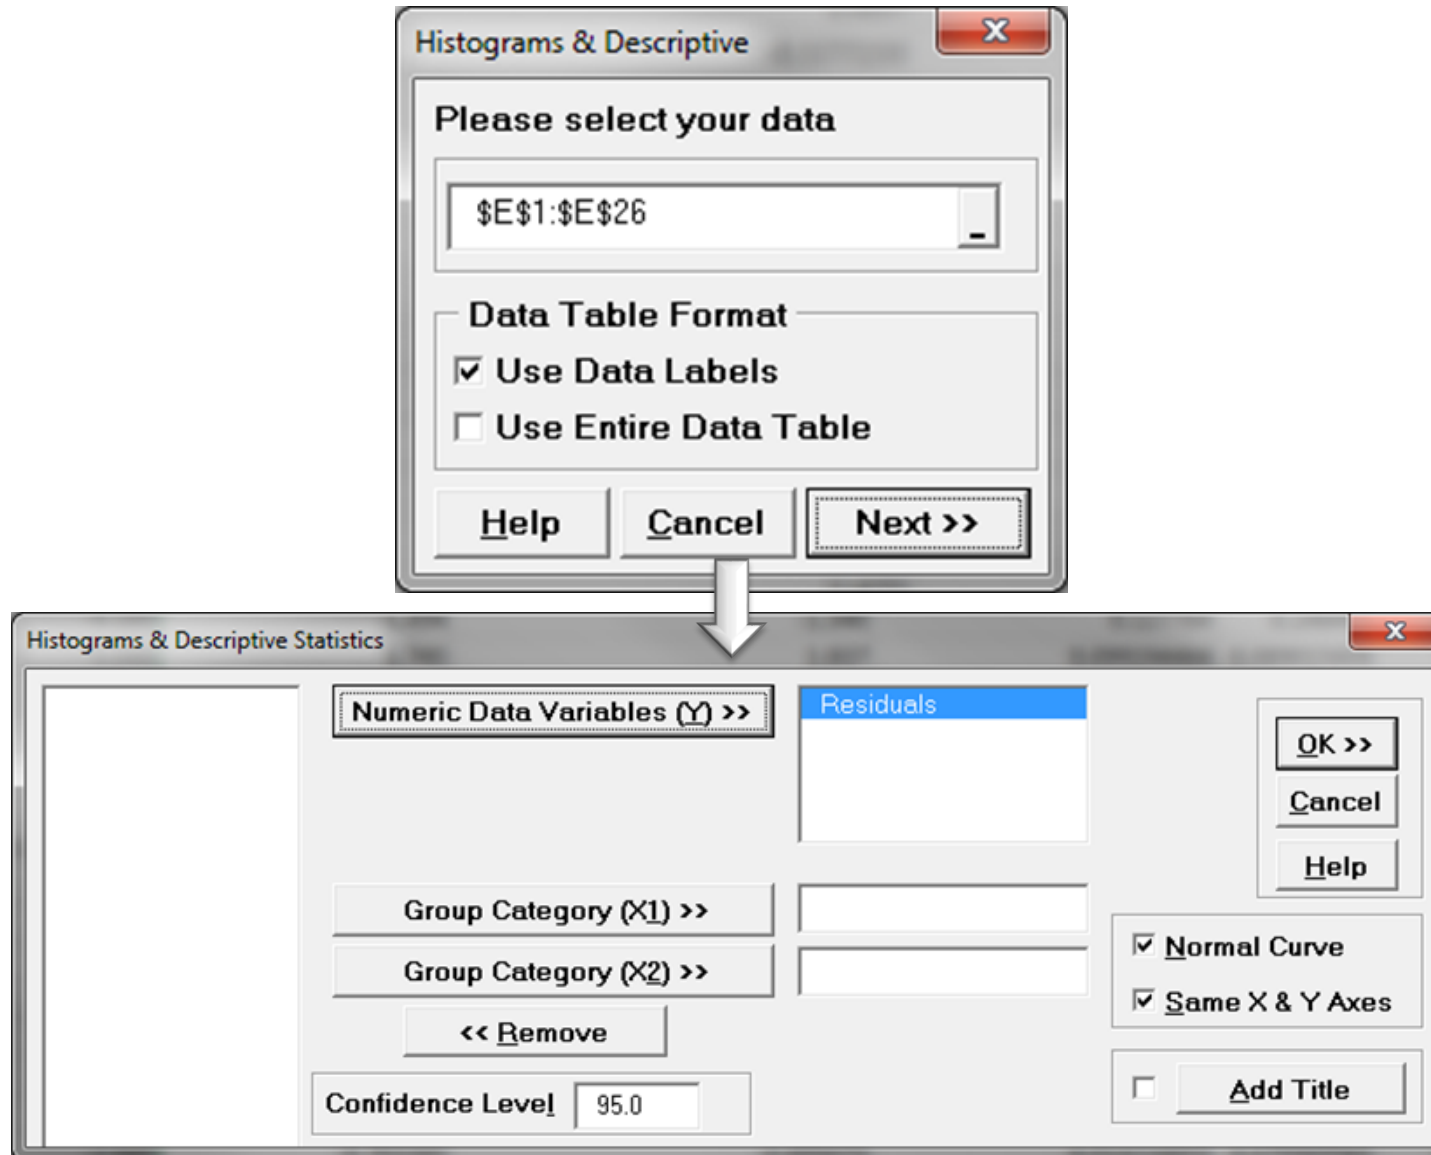 Histograms & Descriptive
Please select your data
$E$1:$E$26
Data Table Format
Use Data Labels
Use Entire Data Table
Help Cancel Next >>
Histograms & Descriptive Statistics
Numeric Data Variables (Y) >>
Residuals
OK >>
Cancel
Help
Group Category (X1) >>
Group Category (X2) >>
<< Remove
Normal Curve
Same X & Y Axes
Confidence Level 95.0
Add Title